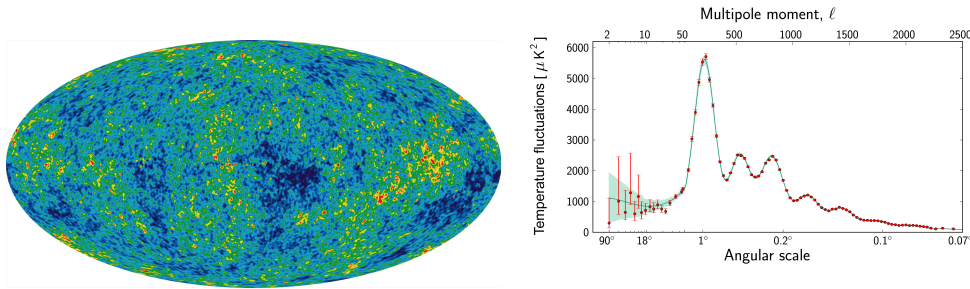 Multipole moment, ℓ
2 10 50 500 1000 1500 2000 2500
Temperature fluctuations [ μ K² ]
6000
5000
4000
3000
2000
1000
0
90° 18° 1° 0.2° 0.1° 0.07°
Angular scale